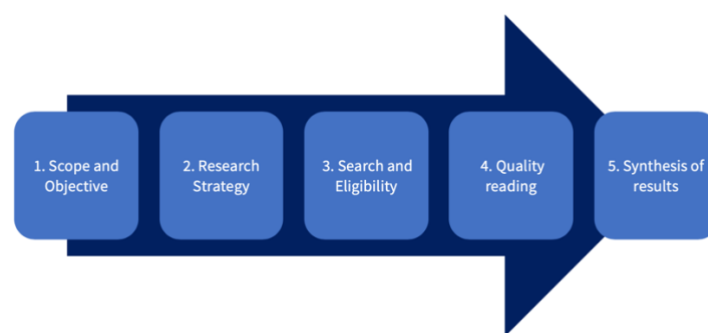 1. Scope and
Objective
2. Research
Strategy
3. Search and
Eligibility
4. Quality
reading
5. Synthesis of
results